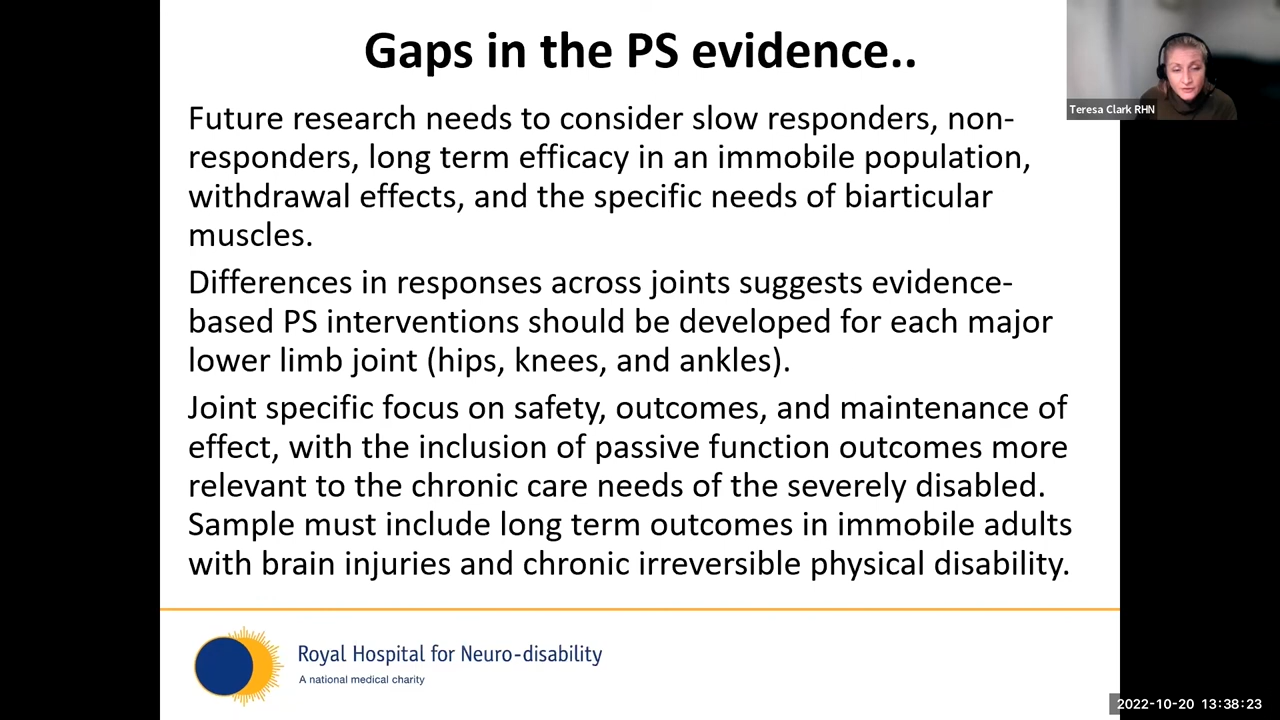 Gaps in the PS evidence..
Teresa Clark RHN
Future research needs to consider slow responders, non-
responders, long term efficacy in an immobile population,
withdrawal effects, and the specific needs of biarticular
muscles.
Differences in responses across joints suggests evidence-
based PS interventions should be developed for each major
lower limb joint (hips, knees, and ankles).
Joint specific focus on safety, outcomes, and maintenance of
effect, with the inclusion of passive function outcomes more
relevant to the chronic care needs of the severely disabled.
Sample must include long term outcomes in immobile adults
with brain injuries and chronic irreversible physical disability.
Royal Hospital for Neuro-disability
A national medical charity
2022-10-20 13:38:23